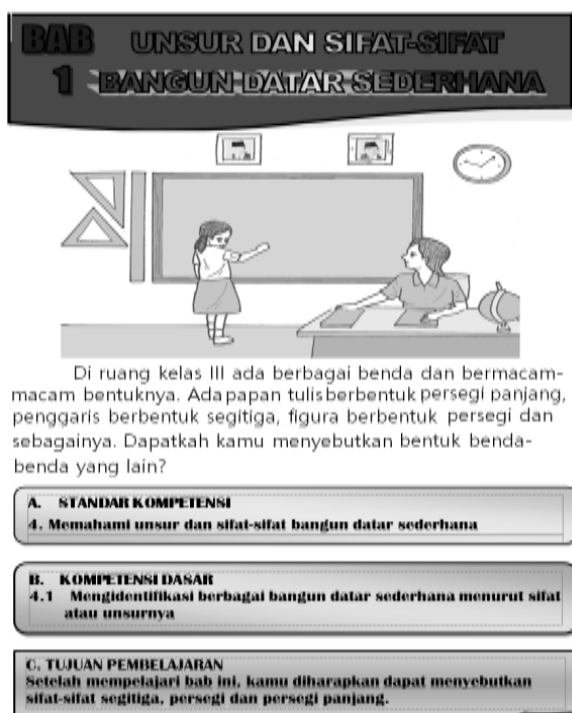 BAB UNSUR DAN SIFAT-SIFAT
1 BANGUN DATAR SEDERHANA
Di ruang kelas III ada berbagai benda dan bermacam-
macam bentuknya. Ada papan tulis berbentuk persegi panjang,
penggaris berbentuk segitiga, figura berbentuk persegi dan
sebagainya. Dapatkah kamu menyebutkan bentuk benda-
benda yang lain?
A. STANDAR KOMPETENSI
4. Memahami unsur dan sifat-sifat bangun datar sederhana
B. KOMPETENSI DASAR
4.1 Mengidentifikasi berbagai bangun datar sederhana menurut sifat
atau unsurnya
C. TUJUAN PEMBELAJARAN
Setelah mempelajari bab ini, kamu diharapkan dapat menyebutkan
sifat-sifat segitiga, persegi dan persegi panjang.